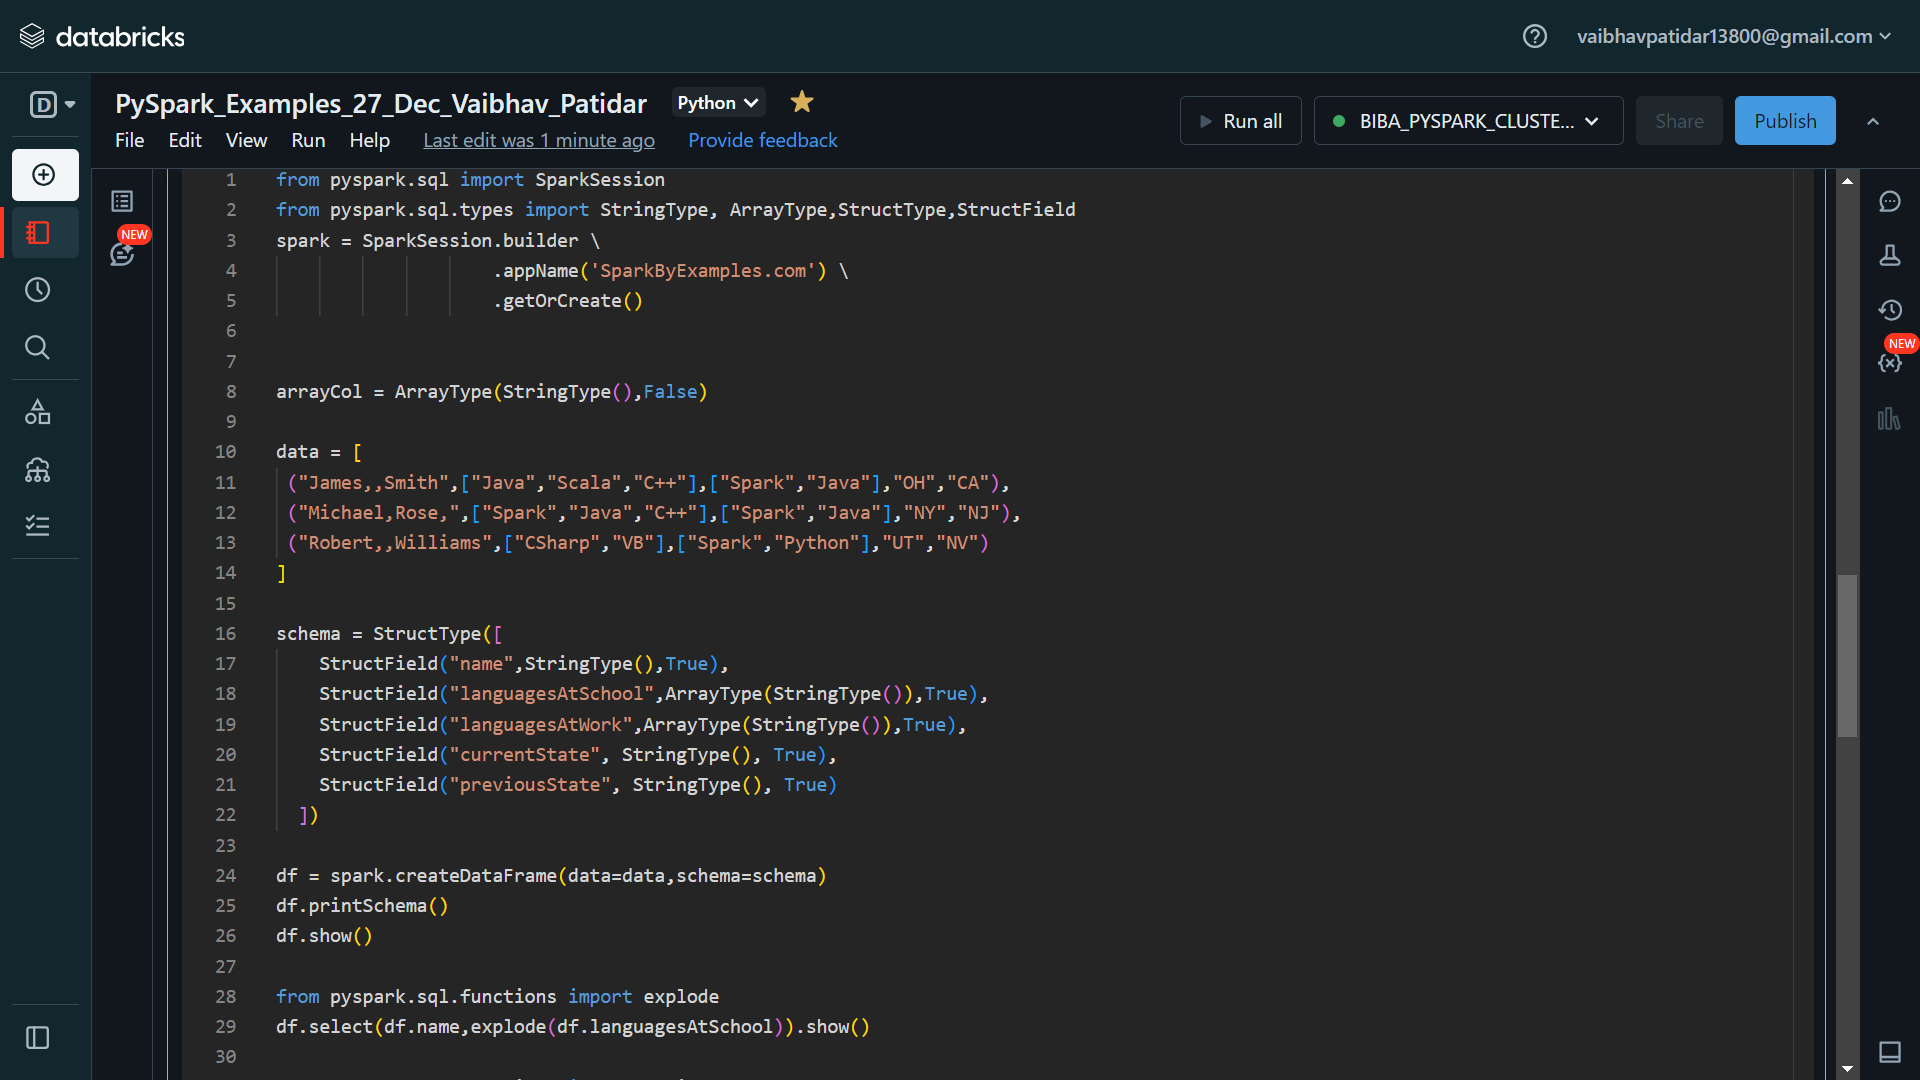 databricks
vaibhavpatidar13800@gmail.com
D
PySpark_Examples_27_Dec_Vaibhav_Patidar Python
File Edit View Run Help Last edit was 1 minute ago Provide feedback
Run all BIBA_PYSPARK_CLUSTE... Share Publish
NEW
NEW
1 from pyspark.sql import SparkSession
2 from pyspark.sql.types import StringType, ArrayType,StructType,StructField
3 spark = SparkSession.builder \
4 .appName('SparkByExamples.com') \
5 .getOrCreate()
6
7
8 arrayCol = ArrayType(StringType(),False)
9
10 data = [
11 ("James,,Smith",["Java","Scala","C++"],["Spark","Java"],"OH","CA"),
12 ("Michael,Rose,",["Spark","Java","C++"],["Spark","Java"],"NY","NJ"),
13 ("Robert,,Williams",["CSharp","VB"],["Spark","Python"],"UT","NV")
14 ]
15
16 schema = StructType([
17 StructField("name",StringType(),True),
18 StructField("languagesAtSchool",ArrayType(StringType()),True),
19 StructField("languagesAtWork",ArrayType(StringType()),True),
20 StructField("currentState", StringType(), True),
21 StructField("previousState", StringType(), True)
22 ])
23
24 df = spark.createDataFrame(data=data,schema=schema)
25 df.printSchema()
26 df.show()
27
28 from pyspark.sql.functions import explode
29 df.select(df.name,explode(df.languagesAtSchool)).show()
30